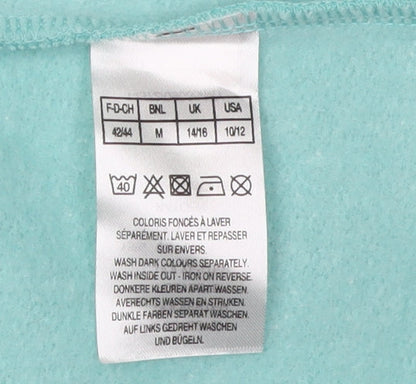 F-D-CH BNL UK USA
42/44 M 14/16 10/12
40
COLORIS FONCÉS À LAVER
SÉPARÉMENT. LAVER ET REPASSER
SUR ENVERS.
WASH DARK COLOURS SEPARATELY.
WASH INSIDE OUT - IRON ON REVERSE.
DONKERE KLEUREN APART WASSEN.
AVERECHTS WASSEN EN STRIJKEN.
DUNKLE FARBEN SEPARAT WASCHEN
AUF LINKS GEDREHT WASCHEN
UND BÜGELN.